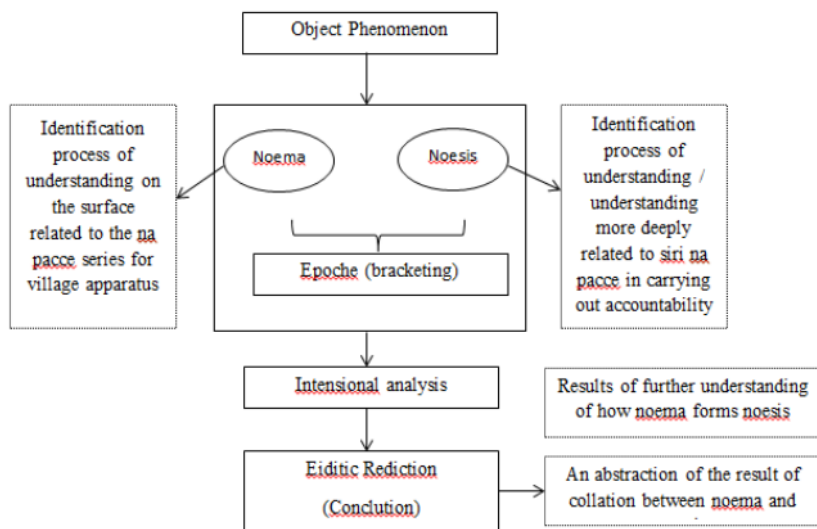 Object Phenomenon
Identification
process of
understanding on
the surface
related to the na
pacce series for
village apparatus
Noema
Noesis
Epoche (bracketing)
Identification
process of
understanding /
understanding
more deeply
related to siri na
pacce in carrying
out accountability
Intensional analysis
Results of further understanding
of how noema forms noesis
Eiditic Rediction
(Conclution)
An abstraction of the result of
collation between noema and